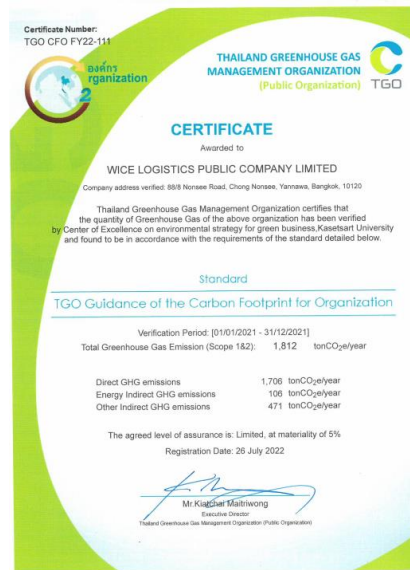 Certificate Number:
TGO CFO FY22-111
องค์กร
rganization
2
THAILAND GREENHOUSE GAS
MANAGEMENT ORGANIZATION
(Public Organization)
TGO
CERTIFICATE
Awarded to
WICE LOGISTICS PUBLIC COMPANY LIMITED
Company address verified: 88/8 Nonsee Road, Chong Nonsee, Yannawa, Bangkok, 10120
Thailand Greenhouse Gas Management Organization certifies that
the quantity of Greenhouse Gas of the above organization has been verified
by Center of Excellence on environmental strategy for green business,Kasetsart University
and found to be in accordance with the requirements of the standard detailed below.
Standard
TGO Guidance of the Carbon Footprint for Organization
Verification Period: [01/01/2021 - 31/12/2021]
Total Greenhouse Gas Emission (Scope 1&2): 1,812 tonCO₂e/year
Direct GHG emissions 1,706 tonCO₂e/year
Energy Indirect GHG emissions 106 tonCO₂e/year
Other Indirect GHG emissions 471 tonCO₂e/year
The agreed level of assurance is: Limited, at materiality of 5%
Registration Date: 26 July 2022
Mr.Kiatchai Maitriwong
Executive Director
Thailand Greenhouse Gas Management Organization (Public Organization)